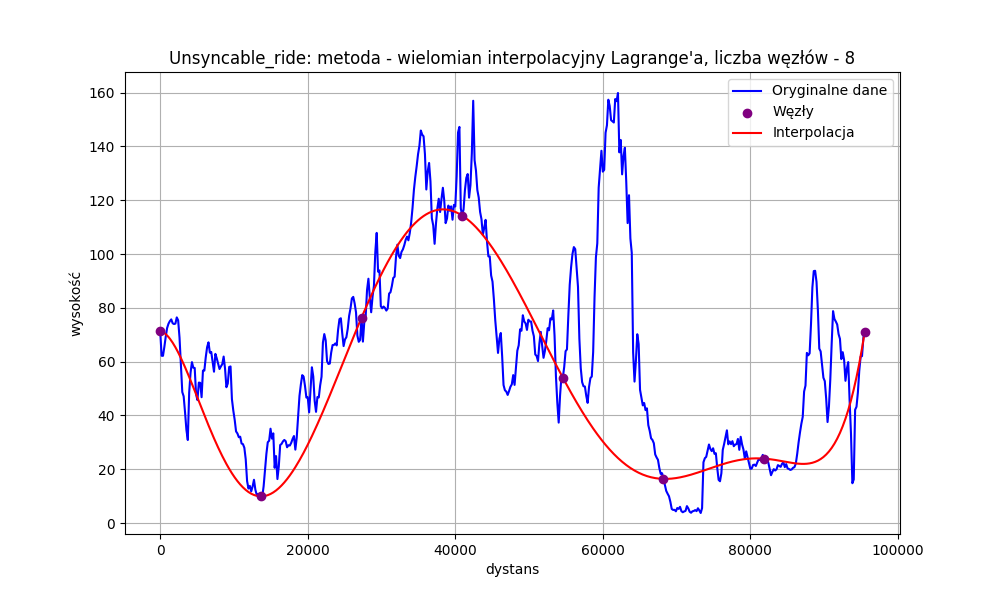 Unsyncable_ride: metoda - wielomian interpolacyjny Lagrange'a, liczba węzłów - 8
Oryginalne dane
Węzły
Interpolacja
wysokość
160
140
120
100
80
60
40
20
0
0
20000
40000
60000
80000
100000
dystans